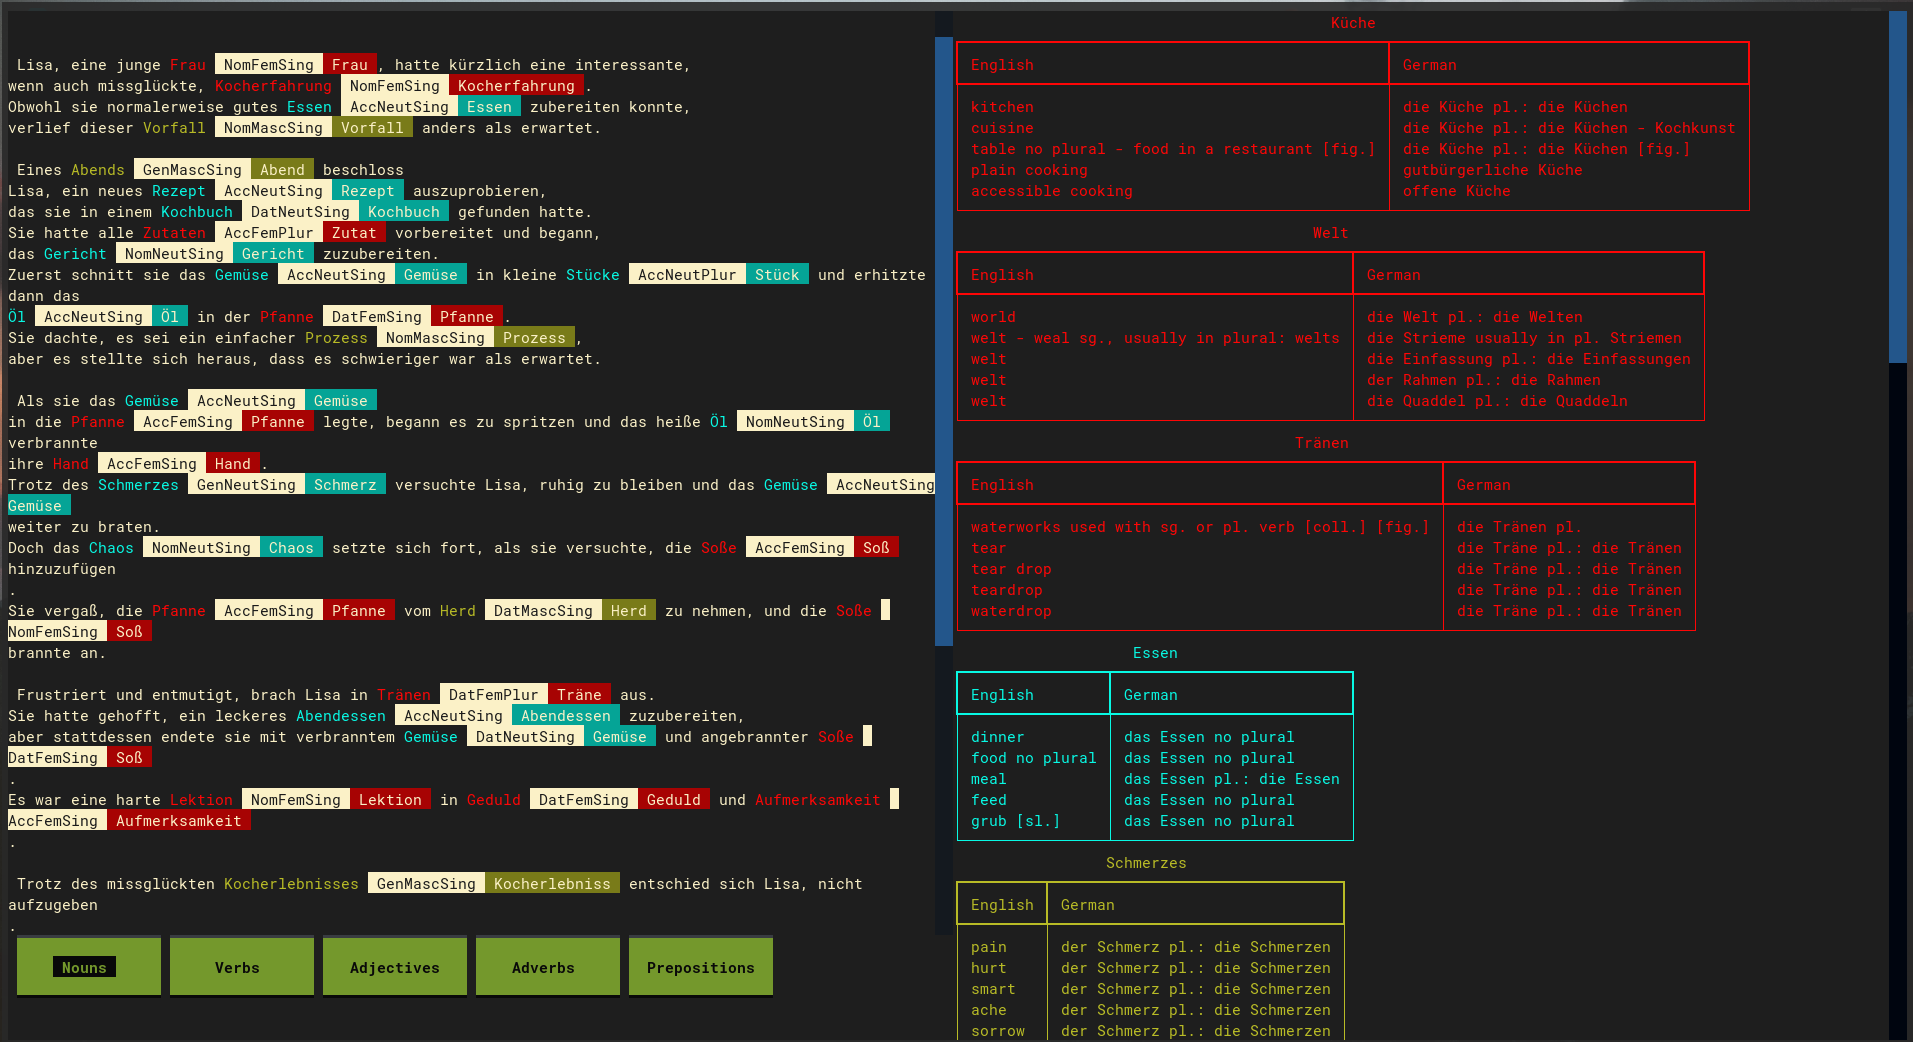 Lisa, eine junge Frau NomFemSing Frau , hatte kürzlich eine interessante,
wenn auch missglückte, Kocherfahrung NomFemSing Kocherfahrung .
Obwohl sie normalerweise gutes Essen AccNeutSing Essen zubereiten konnte,
verlief dieser Vorfall NomMascSing Vorfall anders als erwartet.
Eines Abends GenMascSing Abend beschloss
Lisa, ein neues Rezept AccNeutSing Rezept auszuprobieren,
das sie in einem Kochbuch DatNeutSing Kochbuch gefunden hatte.
Sie hatte alle Zutaten AccFemPlur Zutat vorbereitet und begann,
das Gericht NomNeutSing Gericht zuzubereiten.
Zuerst schnitt sie das Gemüse AccNeutSing Gemüse in kleine Stücke AccNeutPlur Stück und erhitzte
dann das
Öl AccNeutSing Öl in der Pfanne DatFemSing Pfanne .
Sie dachte, es sei ein einfacher Prozess NomMascSing Prozess ,
aber es stellte sich heraus, dass es schwieriger war als erwartet.
Als sie das Gemüse AccNeutSing Gemüse
in die Pfanne AccFemSing Pfanne legte, begann es zu spritzen und das heiße Öl NomNeutSing Öl
verbrannte
ihre Hand AccFemSing Hand .
Trotz des Schmerzes GenNeutSing Schmerz versuchte Lisa, ruhig zu bleiben und das Gemüse AccNeutSing
Gemüse
weiter zu braten.
Doch das Chaos NomNeutSing Chaos setzte sich fort, als sie versuchte, die Soße AccFemSing Soß
hinzuzufügen
.
Sie vergaß, die Pfanne AccFemSing Pfanne vom Herd DatMascSing Herd zu nehmen, und die Soße
NomFemSing Soß
brannte an.
Frustriert und entmutigt, brach Lisa in Tränen DatFemPlur Träne aus.
Sie hatte gehofft, ein leckeres Abendessen AccNeutSing Abendessen zuzubereiten,
aber stattdessen endete sie mit verbranntem Gemüse DatNeutSing Gemüse und angebrannter Soße
DatFemSing Soß
.
Es war eine harte Lektion NomFemSing Lektion in Geduld DatFemSing Geduld und Aufmerksamkeit
AccFemSing Aufmerksamkeit
.
Trotz des missglückten Kocherlebnisses GenMascSing Kocherlebniss entschied sich Lisa, nicht
aufzugeben
.
Nouns Verbs Adjectives Adverbs Prepositions
Küche
English German
kitchen die Küche pl.: die Küchen
cuisine die Küche pl.: die Küchen - Kochkunst
table no plural - food in a restaurant [fig.] die Küche pl.: die Küchen [fig.]
plain cooking gutbürgerliche Küche
accessible cooking offene Küche
Welt
English German
world die Welt pl.: die Welten
welt - weal sg., usually in plural: welts die Strieme usually in pl. Striemen
welt die Einfassung pl.: die Einfassungen
welt der Rahmen pl.: die Rahmen
welt die Quaddel pl.: die Quaddeln
Tränen
English German
waterworks used with sg. or pl. verb [coll.] [fig.] die Tränen pl.
tear die Träne pl.: die Tränen
tear drop die Träne pl.: die Tränen
teardrop die Träne pl.: die Tränen
waterdrop die Träne pl.: die Tränen
Essen
English German
dinner das Essen no plural
food no plural das Essen no plural
meal das Essen pl.: die Essen
feed das Essen no plural
grub [sl.] das Essen no plural
Schmerzes
English German
pain der Schmerz pl.: die Schmerzen
hurt der Schmerz pl.: die Schmerzen
smart der Schmerz pl.: die Schmerzen
ache der Schmerz pl.: die Schmerzen
sorrow der Schmerz pl.: die Schmerzen